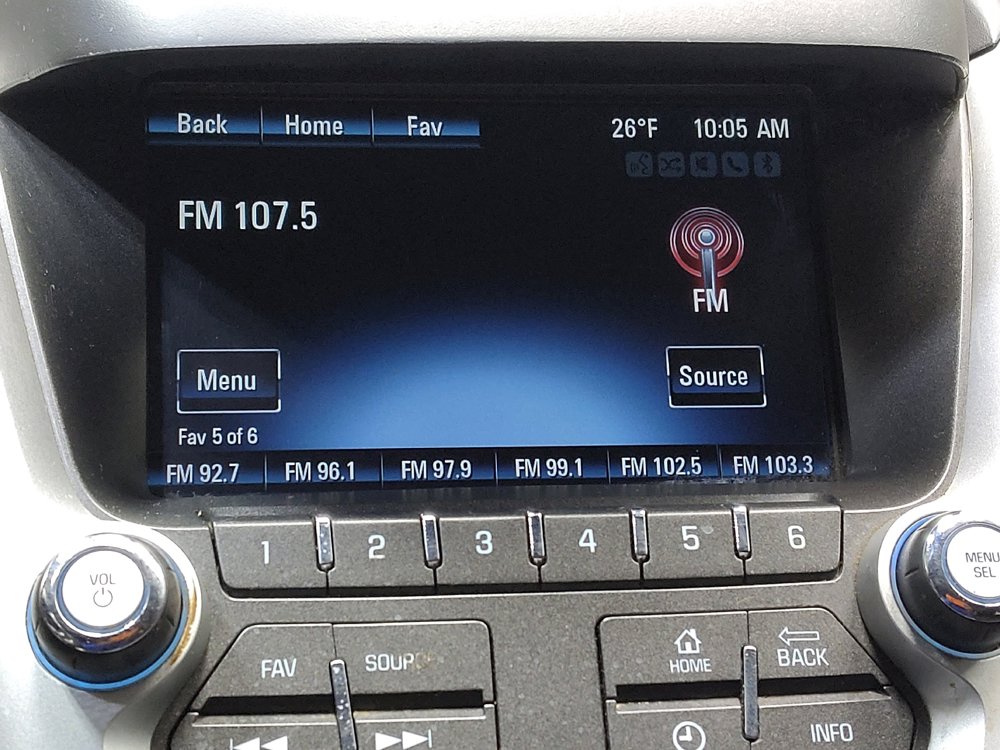 Back Home Fav 26°F 10:05 AM
FM 107.5
FM
Menu Source
Fav 5 of 6
FM 92.7 FM 96.1 FM 97.9 FM 99.1 FM 102.5 FM 103.3
1 2 3 4 5 6
VOL
MENU
SEL
FAV SOURC
HOME
BACK
INFO